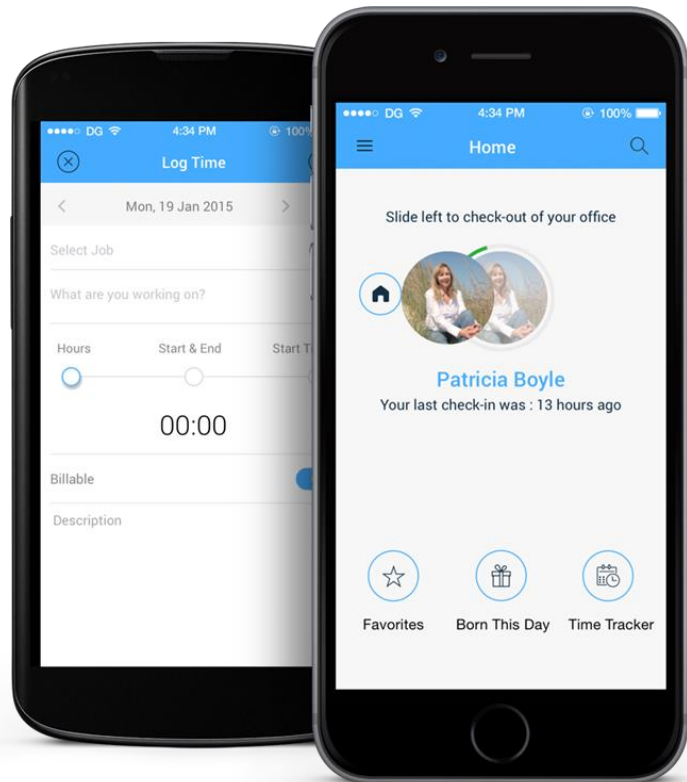 DG 4:34 PM 100%
Log Time
Mon, 19 Jan 2015
Select Job
What are you working on?
Hours Start & End Start
00:00
Billable
Description
DG 4:34 PM 100%
Home
Slide left to check-out of your office
Patricia Boyle
Your last check-in was : 13 hours ago
Favorites Born This Day Time Tracker